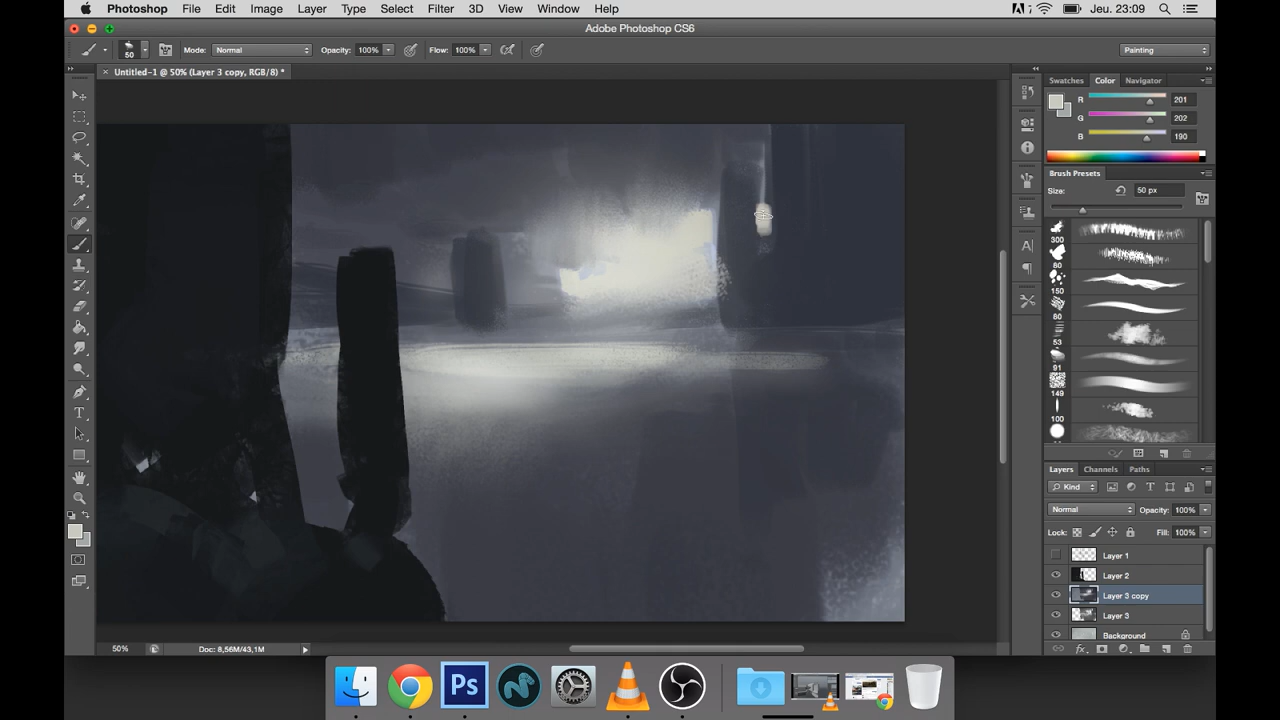 Photoshop File Edit Image Layer Type Select Filter 3D View Window Help
7
Jeu. 23:09
Adobe Photoshop CS6
50
Mode: Normal
Opacity: 100%
Flow: 100%
Painting
× Untitled-1 @ 50% (Layer 3 copy, RGB/8) *
Swatches Color Navigator
R 201
G 202
B 190
Brush Presets
Size: 50 px
300
60
150
60
53
91
149
100
Layers Channels Paths
Kind
Normal Opacity: 100%
Lock: Fill: 100%
Layer 1
Layer 2
Layer 3 copy
Layer 3
Background
50% Doc: 8,56M/43,1M
Ps